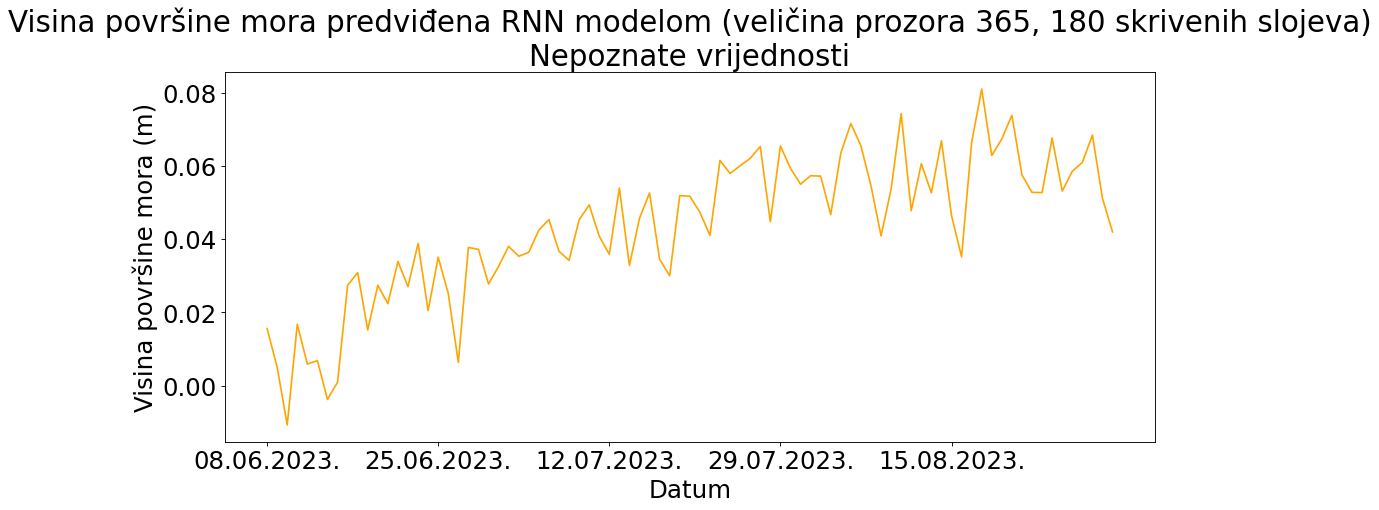 Visina površine mora predviđena RNN modelom (veličina prozora 365, 180 skrivenih slojeva)
Nepoznate vrijednosti
Visina površine mora (m)
0.08
0.06
0.04
0.02
0.00
08.06.2023. 25.06.2023. 12.07.2023. 29.07.2023. 15.08.2023.
Datum